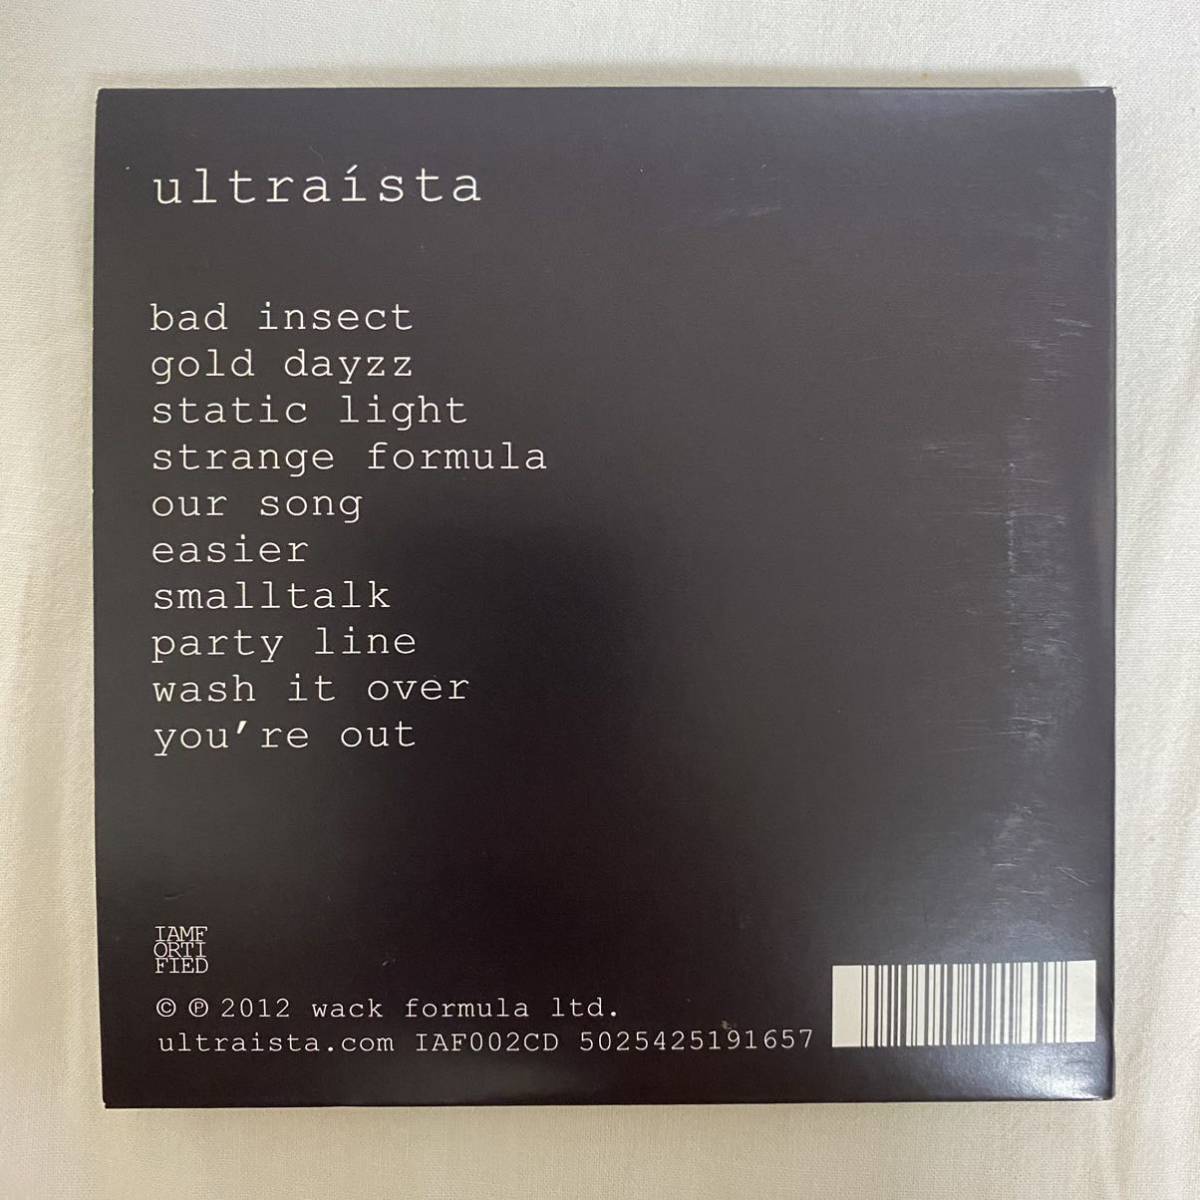 ultraísta
bad insect
gold dayzz
static light
strange formula
our song
easier
smalltalk
party line
wash it over
you're out
IAMF
ORTI
FIED
© ℗ 2012 wack formula ltd.
ultraista.com IAF002CD 5025425191657